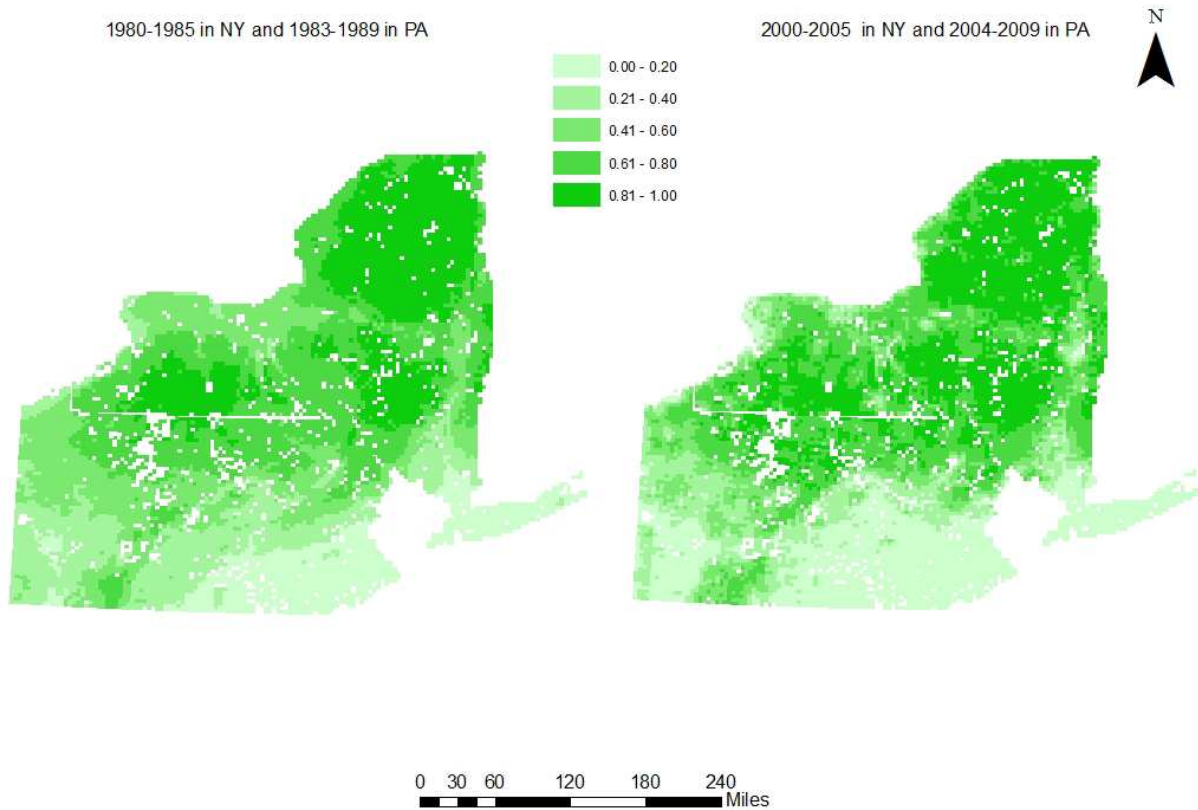 1980-1985 in NY and 1983-1989 in PA
2000-2005 in NY and 2004-2009 in PA
N
0.00 - 0.20
0.21 - 0.40
0.41 - 0.60
0.61 - 0.80
0.81 - 1.00
0 30 60 120 180 240
Miles